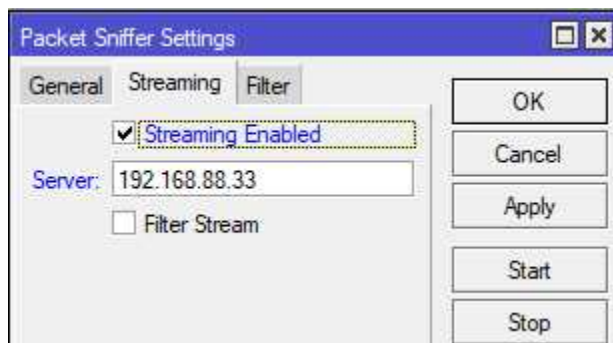 Packet Sniffer Settings
General Streaming Filter
Streaming Enabled
Server: 192.168.88.33
Filter Stream
OK
Cancel
Apply
Start
Stop